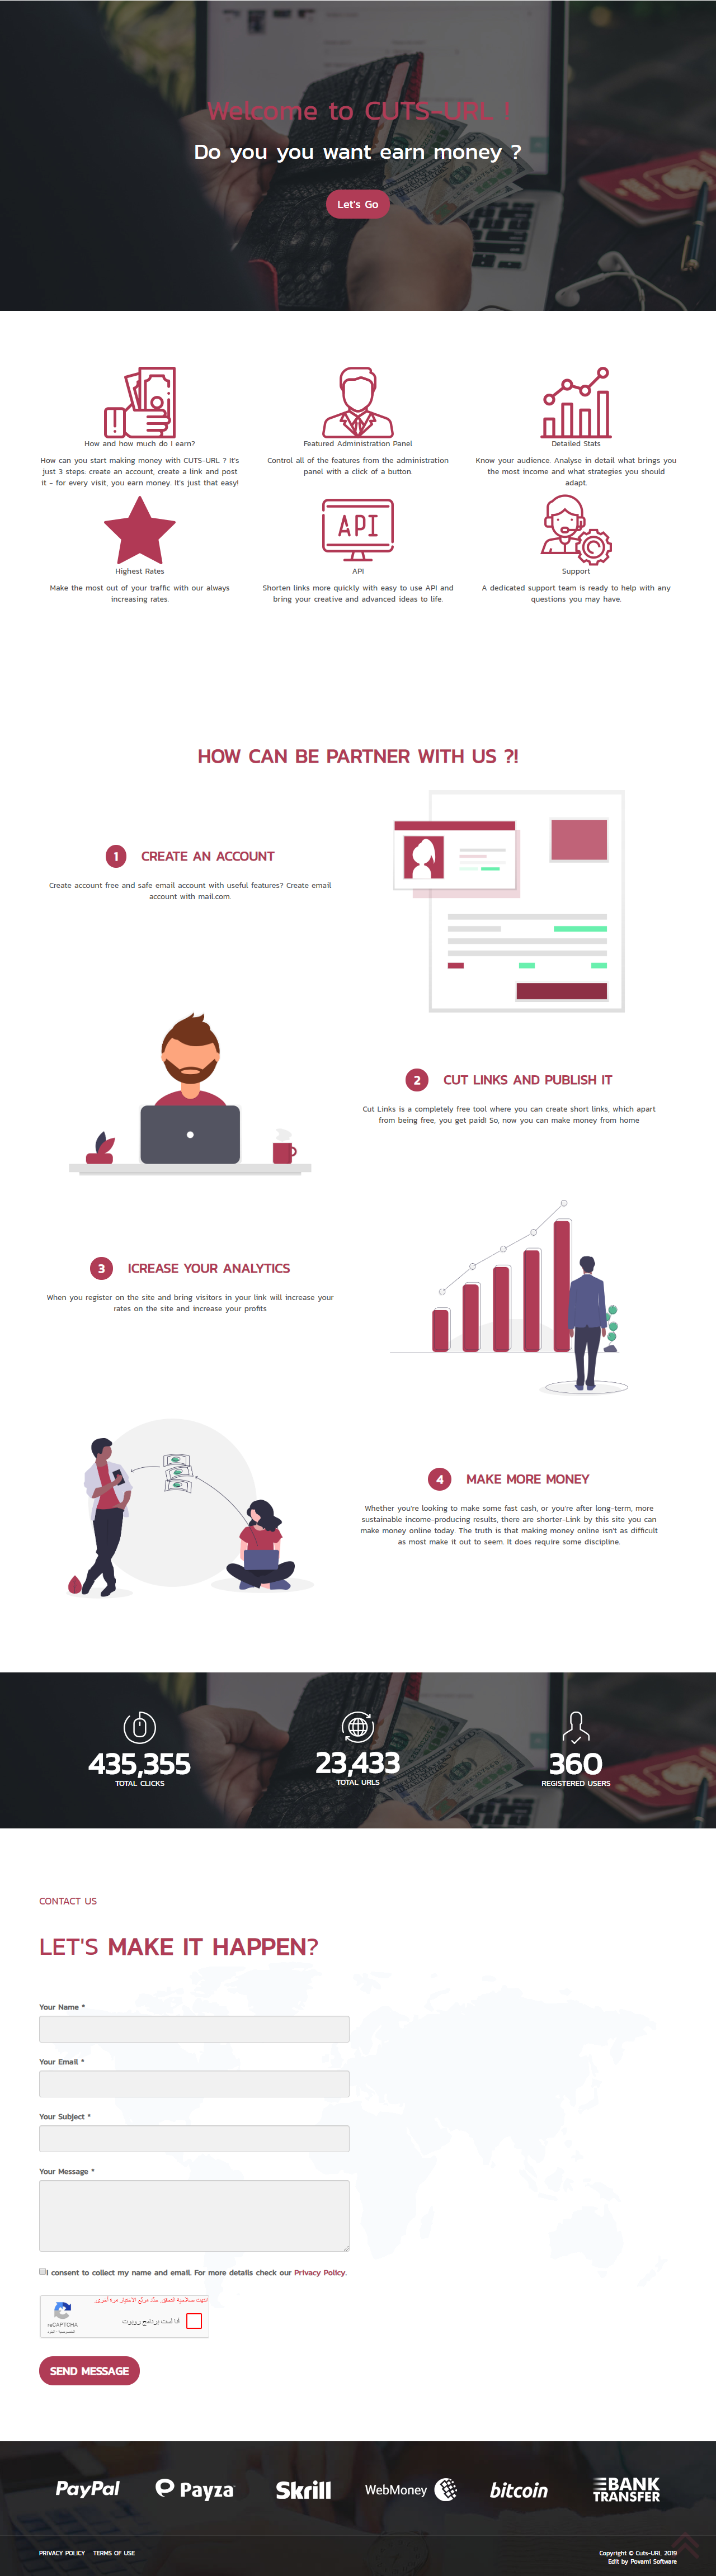 Welcome to CUTS-URL !
Do you you want earn money ?
Let's Go
How and how much do I earn?
How can you start making money with CUTS-URL ? It's
just 3 steps: create an account, create a link and post
it - for every visit, you earn money. It's just that easy!
Featured Administration Panel
Control all of the features from the administration
panel with a click of a button.
Detailed Stats
Know your audience. Analyse in detail what brings you
the most income and what strategies you should
adapt.
Highest Rates
Make the most out of your traffic with our always
increasing rates.
API
API
Shorten links more quickly with easy to use API and
bring your creative and advanced ideas to life.
Support
A dedicated support team is ready to help with any
questions you may have.
HOW CAN BE PARTNER WITH US ?!
1 CREATE AN ACCOUNT
Create account free and safe email account with useful features? Create email
account with mail.com.
2 CUT LINKS AND PUBLISH IT
Cut Links is a completely free tool where you can create short links, which apart
from being free, you get paid! So, now you can make money from home
3 ICREASE YOUR ANALYTICS
When you register on the site and bring visitors in your link will increase your
rates on the site and increase your profits
4 MAKE MORE MONEY
Whether you're looking to make some fast cash, or you're after long-term, more
sustainable income-producing results, there are shorter-Link by this site you can
make money online today. The truth is that making money online isn't as difficult
as most make it out to seem. It does require some discipline.
435,355
TOTAL CLICKS
23,433
TOTAL URLS
360
REGISTERED USERS
CONTACT US
LET'S MAKE IT HAPPEN?
Your Name *
Your Email *
Your Subject *
Your Message *
I consent to collect my name and email. For more details check our Privacy Policy.
انتهت صلاحية التحقق. حدِّد مربّع الاختيار مرة أخرى.
أنا لست برنامج روبوت
reCAPTCHA
PayPal
Payza
Skrill
WebMoney
bitcoin
BANK
TRANSFER
PRIVACY POLICY TERMS OF USE
Copyright © Cuts-URL 2019
Edit by Povami Software